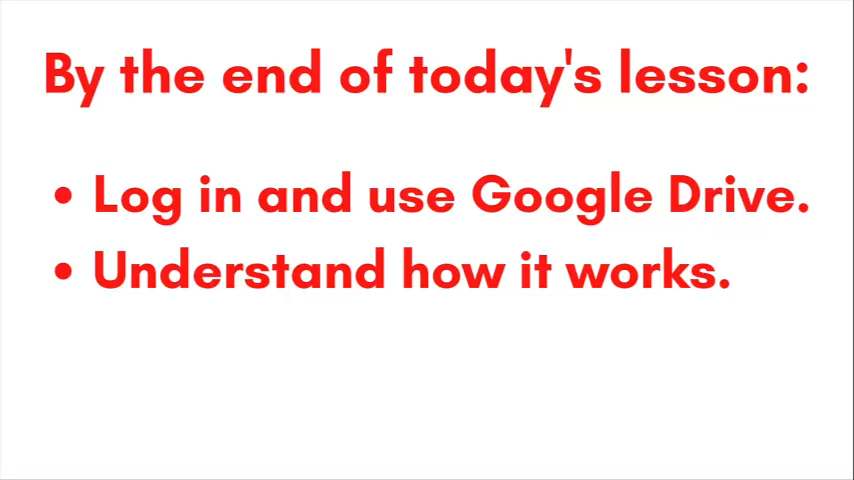 By the end of today's lesson:
• Log in and use Google Drive.
• Understand how it works.